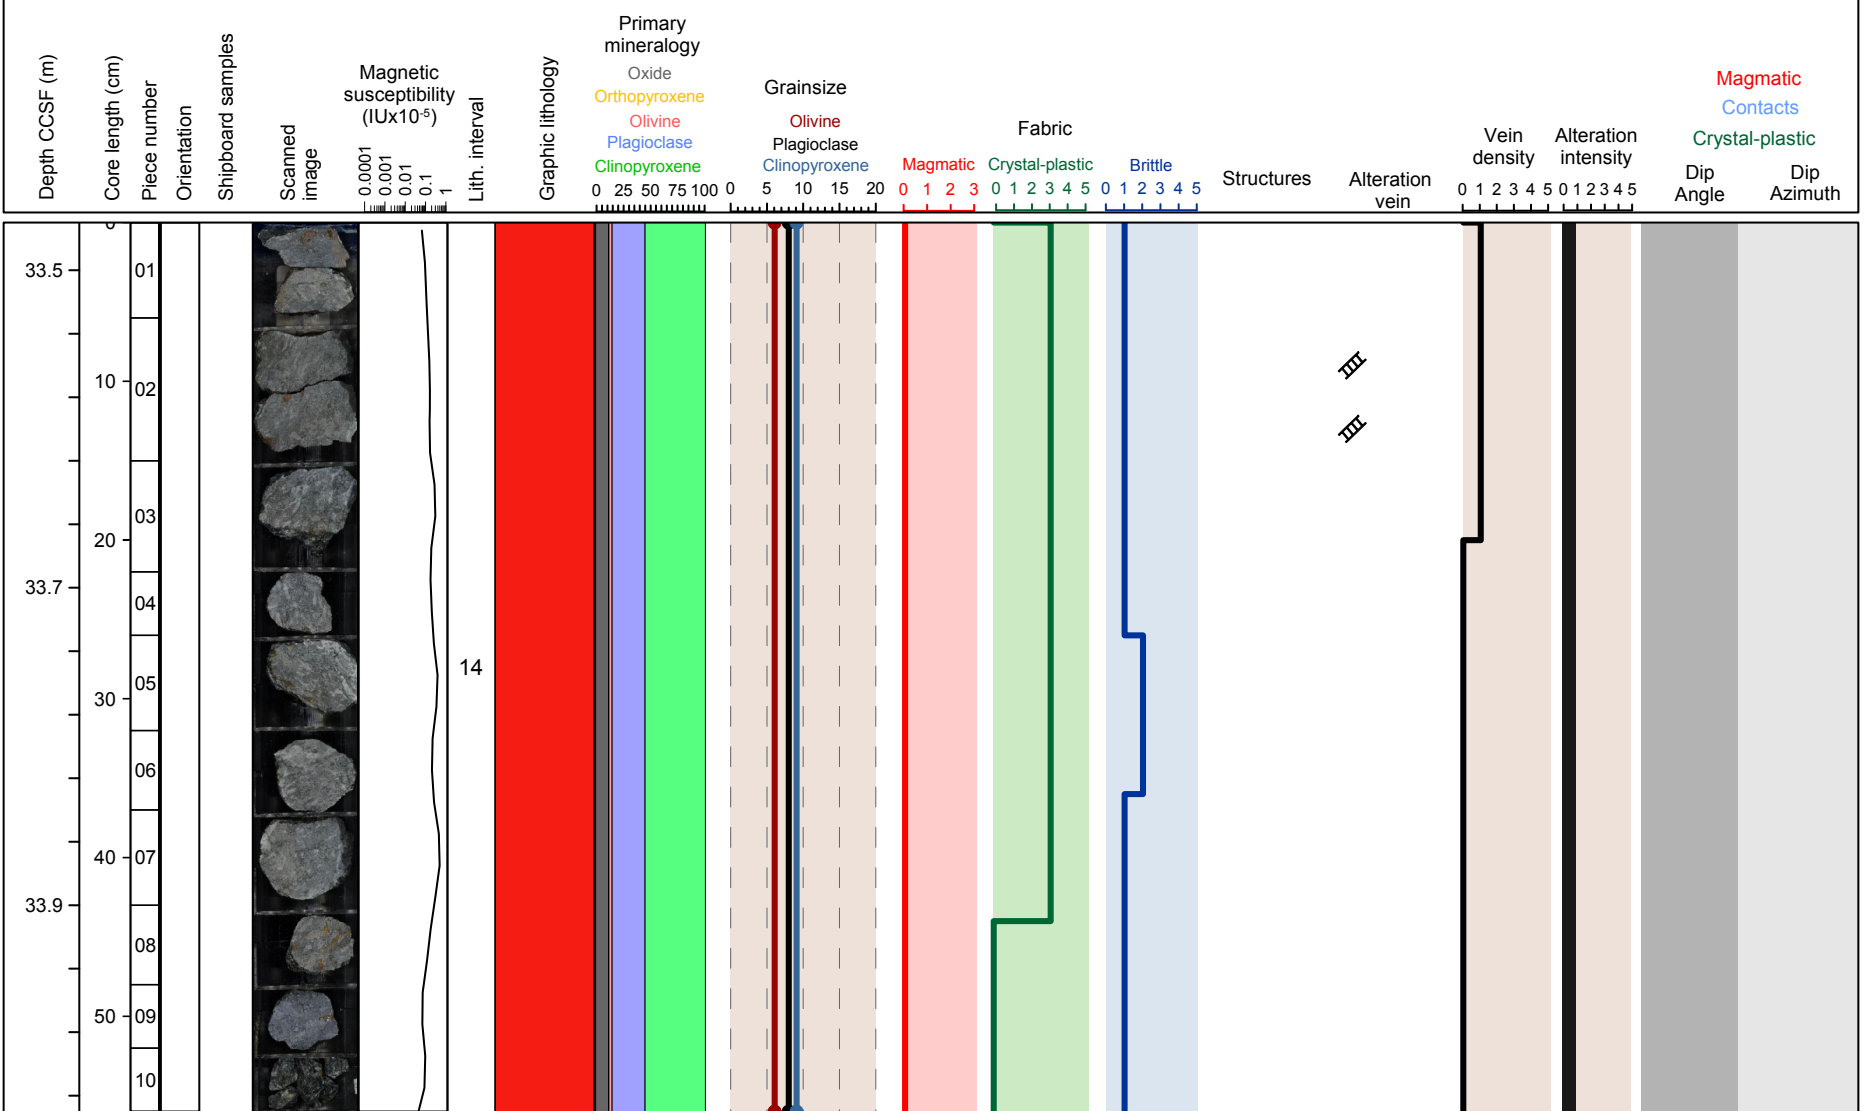 Depth CCSF (m)
Core length (cm)
Piece number
Orientation
Shipboard samples
Scanned
image
Magnetic
susceptibility
(IUx10-5)
0.0001
0.001
0.01
0.1
1
Lith. interval
Graphic lithology
Primary
mineralogy
Oxide
Orthopyroxene
Olivine
Plagioclase
Clinopyroxene
0 25 50 75 100
Grainsize
Olivine
Plagioclase
Clinopyroxene
0 5 10 15 20
Fabric
Magmatic
0 1 2 3
Crystal-plastic
0 1 2 3 4 5
Brittle
0 1 2 3 4 5
Structures
Alteration
vein
Vein
density
0 1 2 3 4 5
Alteration
intensity
0 1 2 3 4 5
Magmatic
Contacts
Crystal-plastic
Dip
Angle
Dip
Azimuth
0
33.5
01
10
02
03
20
33.7
04
14
05
30
06
40
07
33.9
08
50
09
10